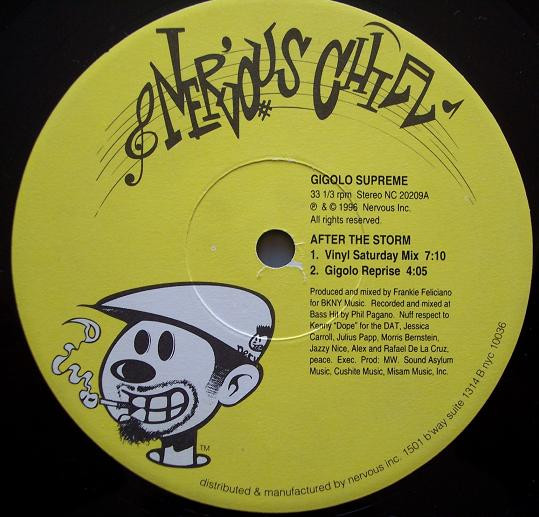 NERVOUS CHILL
GIGOLO SUPREME
33 1/3 rpm Stereo NC 20209A
℗ & © 1996 Nervous Inc.
All rights reserved.
AFTER THE STORM
1. Vinyl Saturday Mix 7:10
2. Gigolo Reprise 4:05
Produced and mixed by Frankie Feliciano
for BKNY Music. Recorded and mixed at
Bass Hit by Phil Pagano. Nuff respect to
Kenny "Dope" for the DAT, Jessica
Carroll, Julius Papp, Morris Bernstein,
Jazzy Nice, Alex and Rafael De La Cruz,
peace. Exec. Prod: MW. Sound Asylum
Music, Cushite Music, Misam Music, Inc.
TM
distributed & manufactured by nervous inc. 1501 b'way suite 1314 B nyc 10036